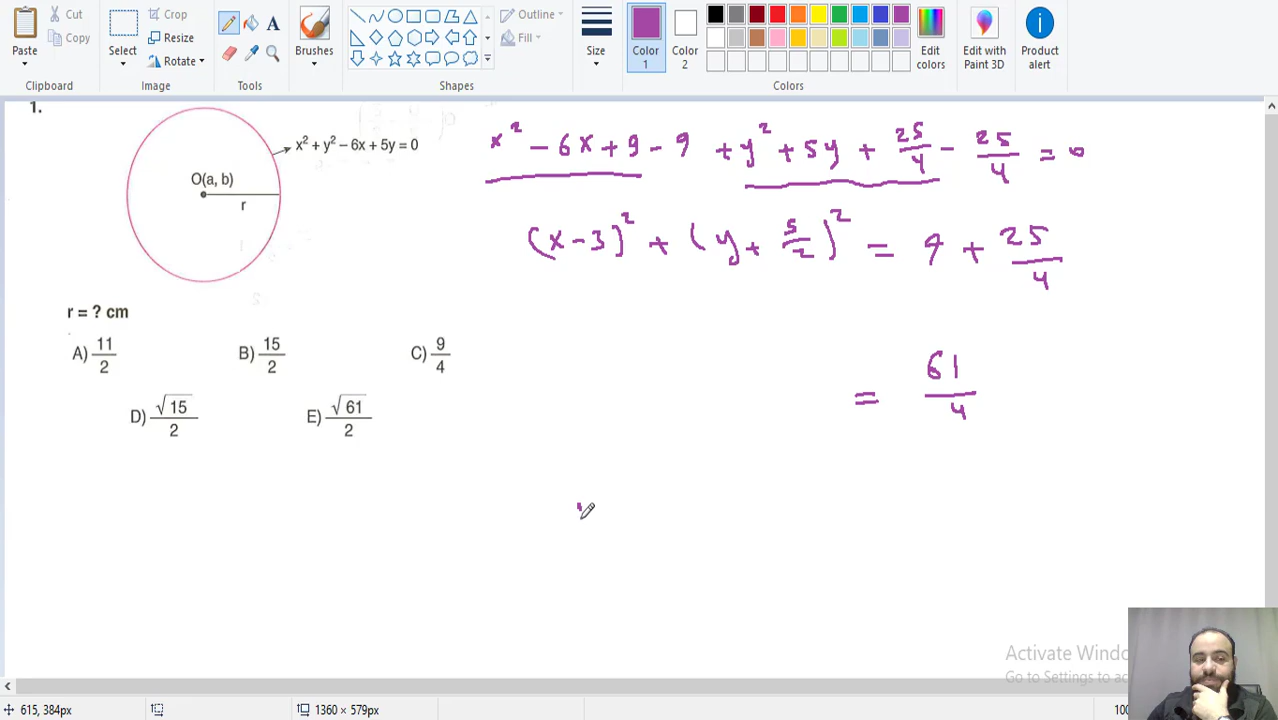 Cut
Crop
Outline
Copy
Resize
Fill
Paste
Select
Rotate
Brushes
Size
Color 1
Color 2
Edit colors
Edit with Paint 3D
Product alert
Clipboard
Image
Tools
Shapes
Colors
1.
x² + y² – 6x + 5y = 0
O(a, b)
r
x² – 6x + 9 – 9 + y² + 5y + 25/4 – 25/4 = 0
(x – 3)² + (y + 5/2)² = 9 + 25/4
= 61/4
r = ? cm
A) 11/2
B) 15/2
C) 9/4
D) √15/2
E) √61/2
Activate Windo
Go to Settings to ac
615, 384px
1360 × 579px
100